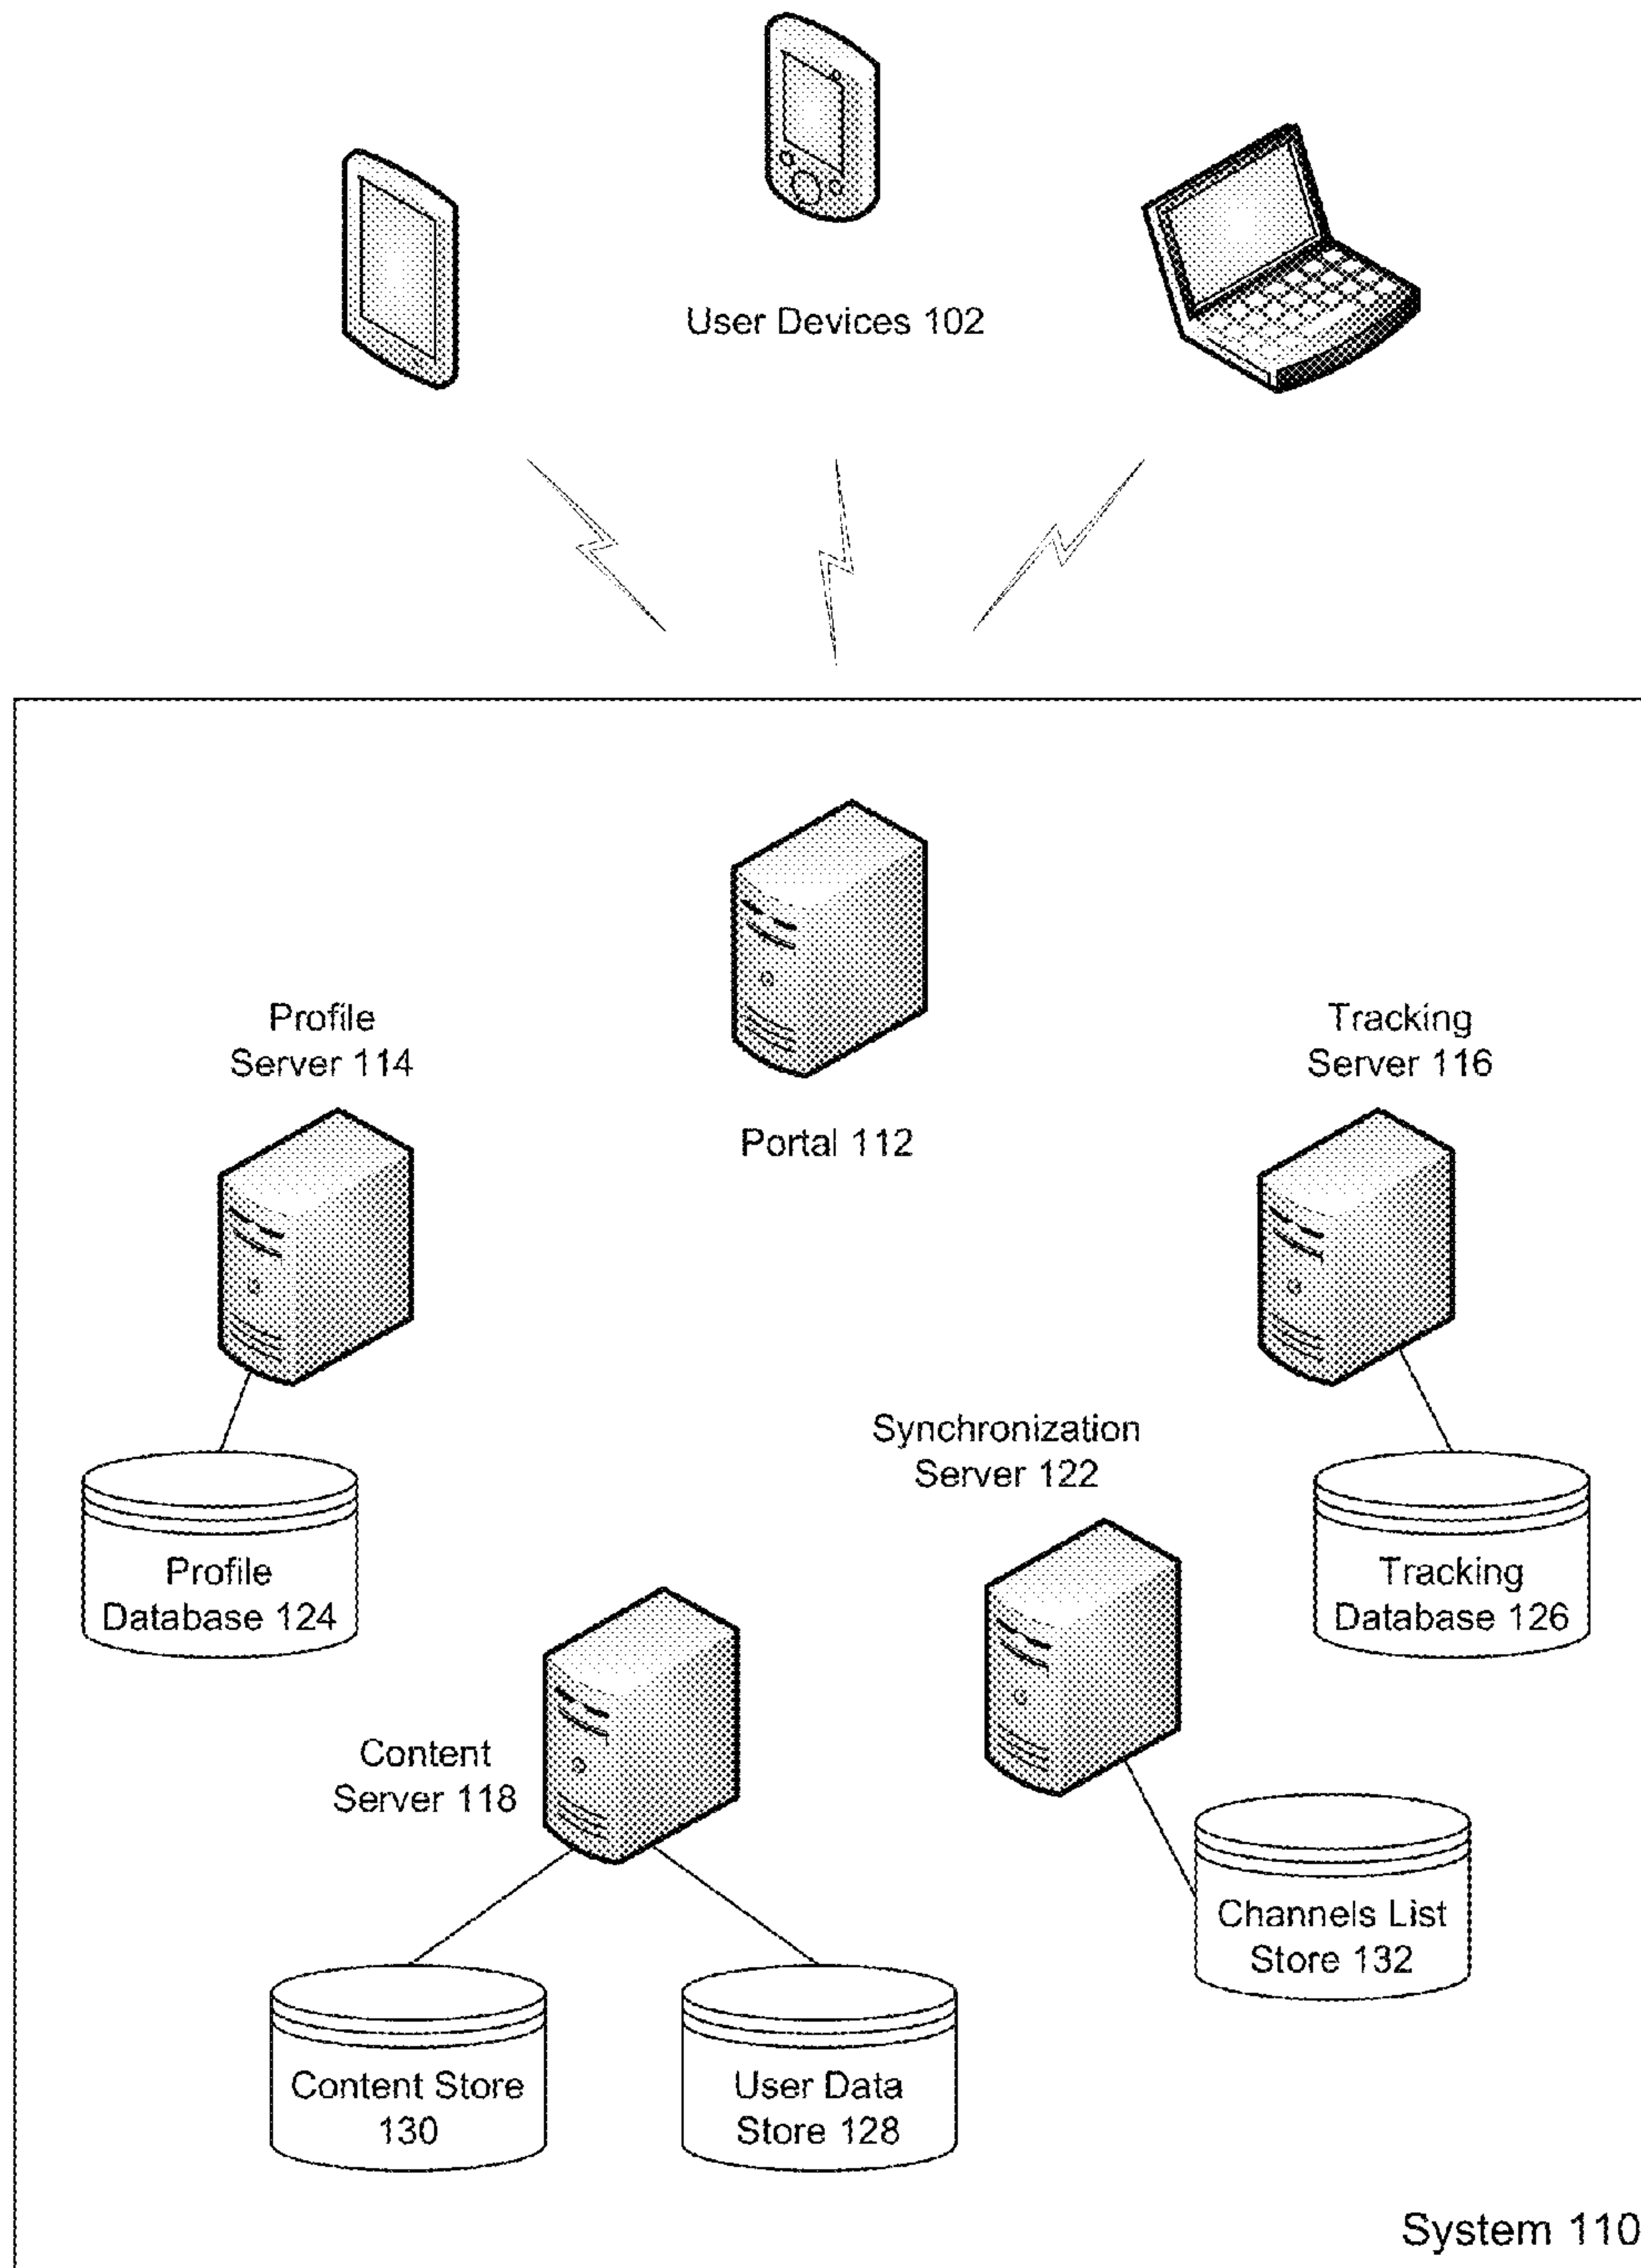 User Devices 102
Profile
Server 114
Portal 112
Tracking
Server 116
Synchronization
Server 122
Profile
Database 124
Tracking
Database 126
Content
Server 118
Channels List
Store 132
Content Store
130
User Data
Store 128
System 110